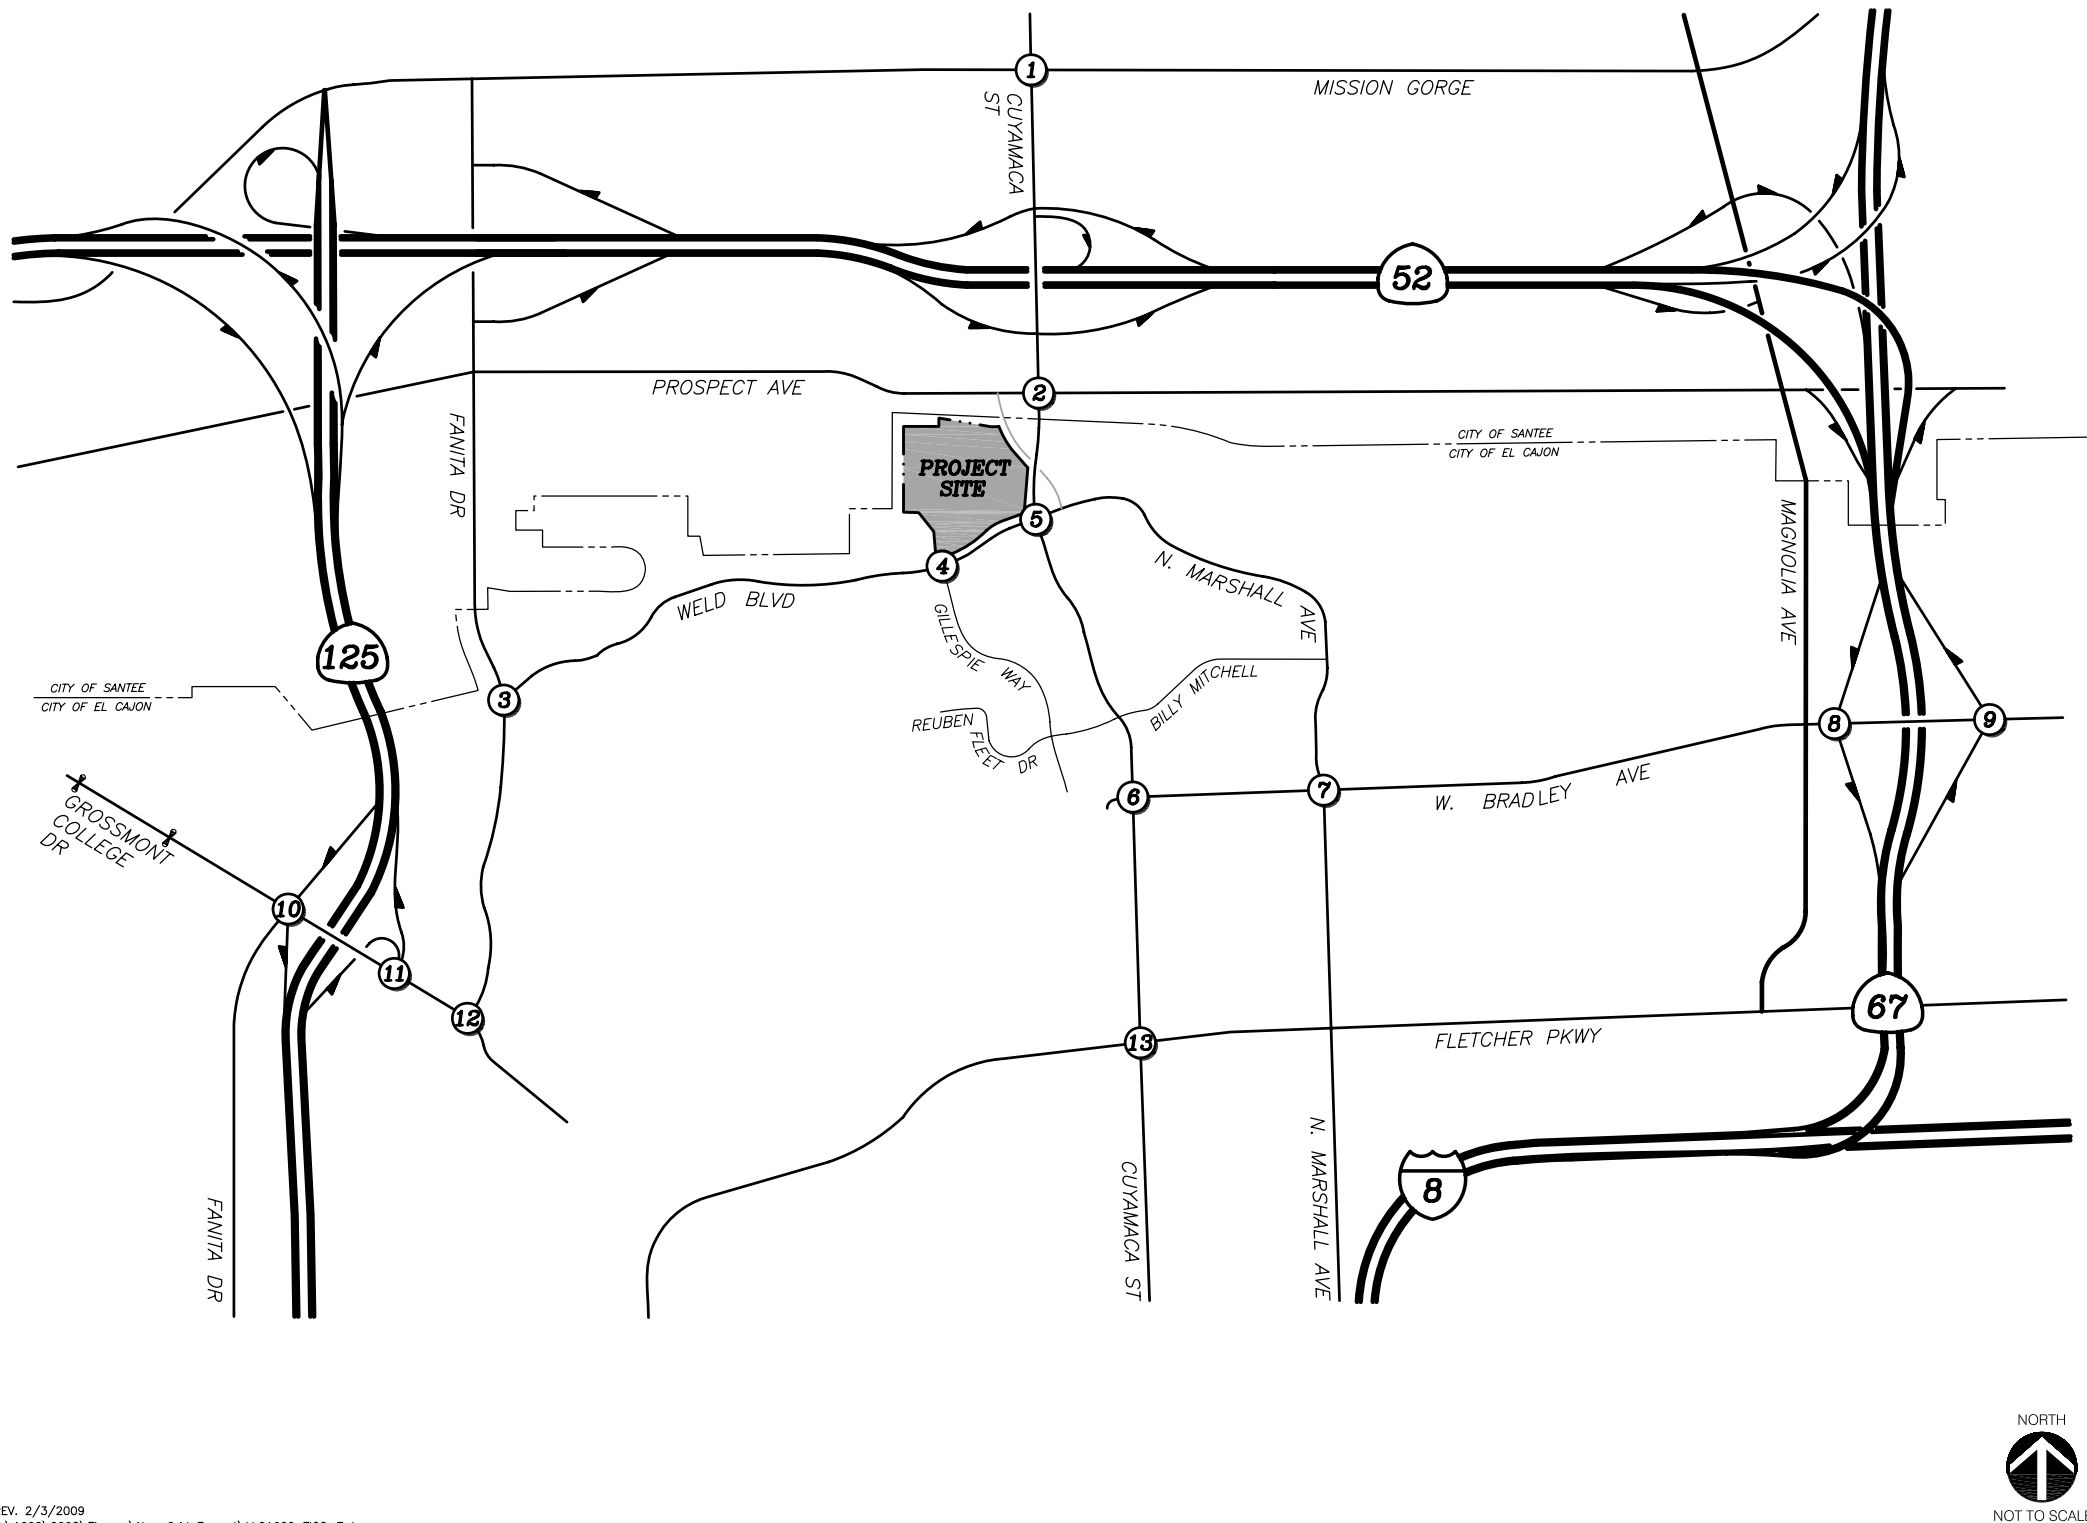 1
MISSION GORGE
CUYAMACA
ST
52
PROSPECT AVE
2
FANITA DR
CITY OF SANTEE
CITY OF EL CAJON
PROJECT
SITE
MAGNOLIA AVE
5
4
N. MARSHALL AVE
WELD BLVD
GILLESPIE WAY
125
BILLY MITCHELL
CITY OF SANTEE
CITY OF EL CAJON
3
REUBEN
FLEET DR
8
9
6
7
W. BRADLEY AVE
GROSSMONT
COLLEGE
DR
10
11
12
67
13
FLETCHER PKWY
8
FANITA DR
CUYAMACA ST
N. MARSHALL AVE
NORTH
NOT TO SCALE
EV. 2/3/2009